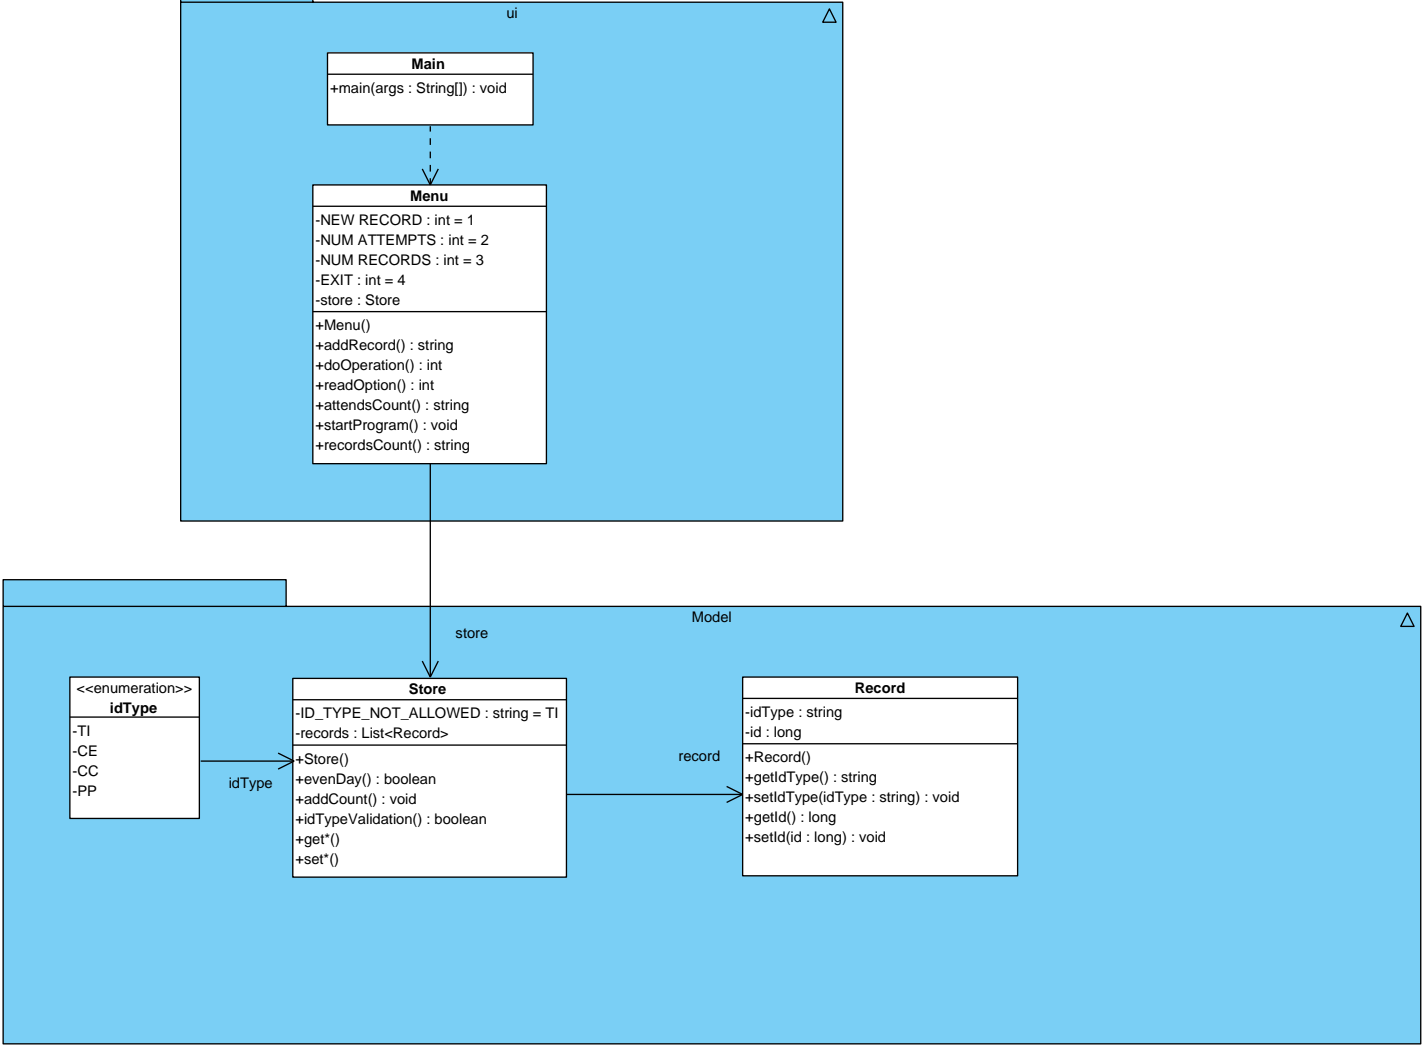 ui
Main
+main(args : String[]) : void
Menu
-NEW RECORD : int = 1
-NUM ATTEMPTS : int = 2
-NUM RECORDS : int = 3
-EXIT : int = 4
-store : Store
+Menu()
+addRecord() : string
+doOperation() : int
+readOption() : int
+attendsCount() : string
+startProgram() : void
+recordsCount() : string
Model
store
<<enumeration>>
idType
-TI
-CE
-CC
-PP
idType
Store
-ID_TYPE_NOT_ALLOWED : string = TI
-records : List<Record>
+Store()
+evenDay() : boolean
+addCount() : void
+idTypeValidation() : boolean
+get*()
+set*()
record
Record
-idType : string
-id : long
+Record()
+getIdType() : string
+setIdType(idType : string) : void
+getId() : long
+setId(id : long) : void